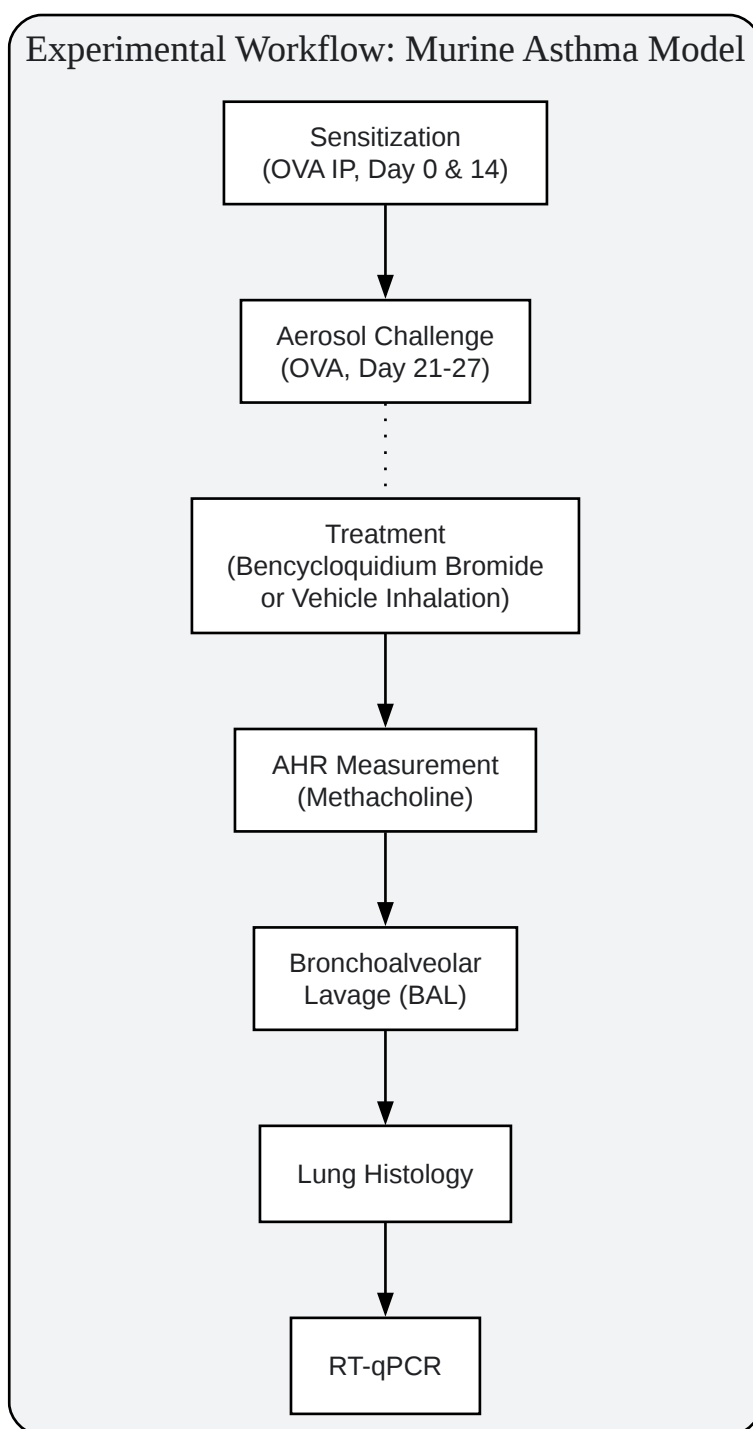 Experimental Workflow: Murine Asthma Model
Sensitization
(OVA IP, Day 0 & 14)
Aerosol Challenge
(OVA, Day 21-27)
Treatment
(Bencycloquidium Bromide
or Vehicle Inhalation)
AHR Measurement
(Methacholine)
Bronchoalveolar
Lavage (BAL)
Lung Histology
RT-qPCR